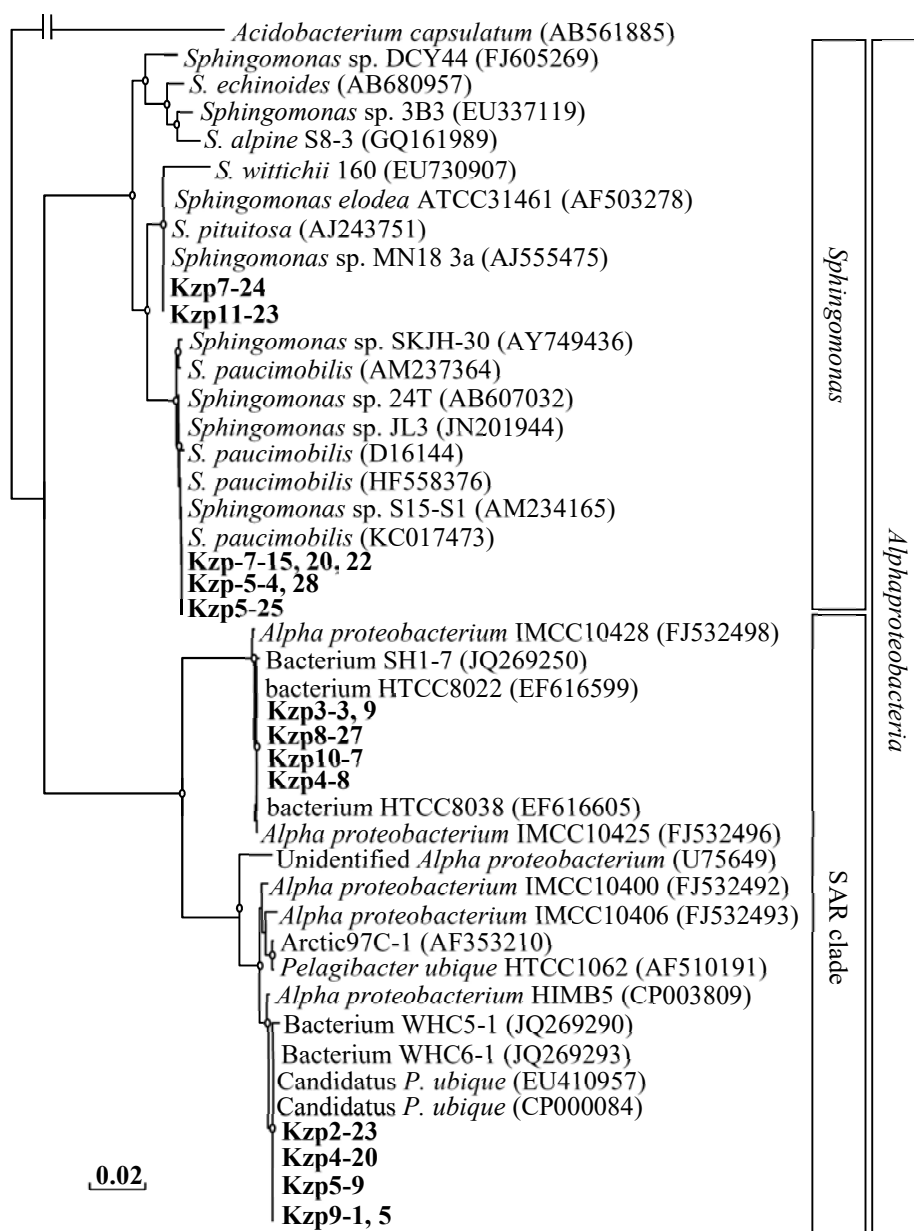 Acidobacterium capsulatum (AB561885)
Sphingomonas sp. DCY44 (FJ605269)
S. echinoides (AB680957)
Sphingomonas sp. 3B3 (EU337119)
S. alpine S8-3 (GQ161989)
S. wittichii 160 (EU730907)
Sphingomonas elodea ATCC31461 (AF503278)
S. pituitosa (AJ243751)
Sphingomonas sp. MN18 3a (AJ555475)
Kzp7-24
Kzp11-23
Sphingomonas sp. SKJH-30 (AY749436)
S. paucimobilis (AM237364)
Sphingomonas sp. 24T (AB607032)
Sphingomonas sp. JL3 (JN201944)
S. paucimobilis (D16144)
S. paucimobilis (HF558376)
Sphingomonas sp. S15-S1 (AM234165)
S. paucimobilis (KC017473)
Kzp-7-15, 20, 22
Kzp-5-4, 28
Kzp5-25
Alpha proteobacterium IMCC10428 (FJ532498)
Bacterium SH1-7 (JQ269250)
bacterium HTCC8022 (EF616599)
Kzp3-3, 9
Kzp8-27
Kzp10-7
Kzp4-8
bacterium HTCC8038 (EF616605)
Alpha proteobacterium IMCC10425 (FJ532496)
Unidentified Alpha proteobacterium (U75649)
Alpha proteobacterium IMCC10400 (FJ532492)
Alpha proteobacterium IMCC10406 (FJ532493)
Arctic97C-1 (AF353210)
Pelagibacter ubique HTCC1062 (AF510191)
Alpha proteobacterium HIMB5 (CP003809)
Bacterium WHC5-1 (JQ269290)
Bacterium WHC6-1 (JQ269293)
Candidatus P. ubique (EU410957)
Candidatus P. ubique (CP000084)
Kzp2-23
Kzp4-20
Kzp5-9
Kzp9-1, 5
0.02
Sphingomonas
SAR clade
Alphaproteobacteria